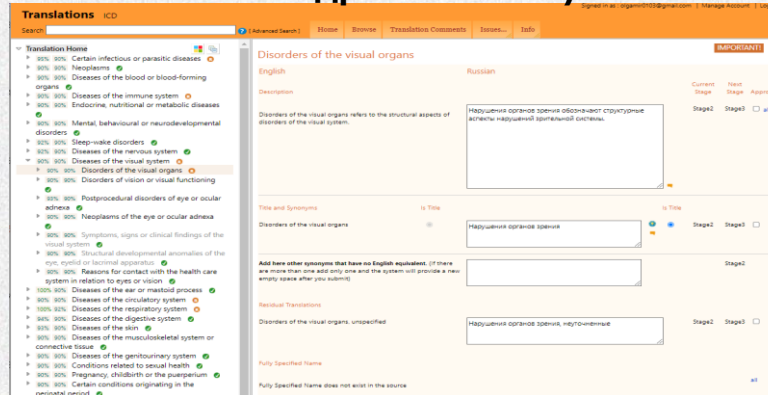 Signed in as : orgamin0103@gmail.com | Manage Account |
Translations ICD
Search
[ Advanced Search ]
Home Browse Translation Comments Issues... Info
Translation Home
90% 90% Certain infectious or parasitic diseases
90% 90% Neoplasms
90% 90% Diseases of the blood or blood-forming
organs
90% 90% Diseases of the immune system
90% 90% Endocrine, nutritional or metabolic diseases
90% 90% Mental, behavioural or neurodevelopmental
disorders
90% 90% Sleep-wake disorders
92% 90% Diseases of the nervous system
90% 90% Diseases of the visual system
90% 90% Disorders of the visual organs
90% 90% Disorders of vision or visual functioning
90% 90% Postprocedural disorders of eye or ocular
adnexa
90% 90% Neoplasms of the eye or ocular adnexa
90% 90% Symptoms, signs or clinical findings of the
visual system
90% 90% Structural developmental anomalies of the
eye, eyelid or lacrimal apparatus
90% 90% Reasons for contact with the health care
system in relation to eyes or vision
100% 90% Diseases of the ear or mastoid process
90% 90% Diseases of the circulatory system
100% 90% Diseases of the respiratory system
94% 90% Diseases of the digestive system
92% 90% Diseases of the skin
90% 90% Diseases of the musculoskeletal system or
connective tissue
90% 90% Diseases of the genitourinary system
90% 90% Conditions related to sexual health
90% 90% Pregnancy, childbirth or the puerperium
90% 90% Certain conditions originating in the
perinatal period
IMPORTANT!
Disorders of the visual organs
English Russian
Description
Current Stage
Next Stage
Disorders of the visual organs refers to the structural aspects of
disorders of the visual system.
Нарушения органов зрения обозначают структурные
аспекты нарушений зрительной системы.
Stage2 Stage3
Title and Synonyms Is Title Is Title
Disorders of the visual organs
Нарушения органов зрения
Stage2 Stage3
Add here other synonyms that have no English equivalent. (if there
are more than one add only one and the system will provide a new
empty space after you submit)
Stage2
Residual Translations
Disorders of the visual organs, unspecified
Нарушения органов зрения, неуточненные
Stage2 Stage3
Fully Specified Name
Fully Specified Name does not exist in the source
all